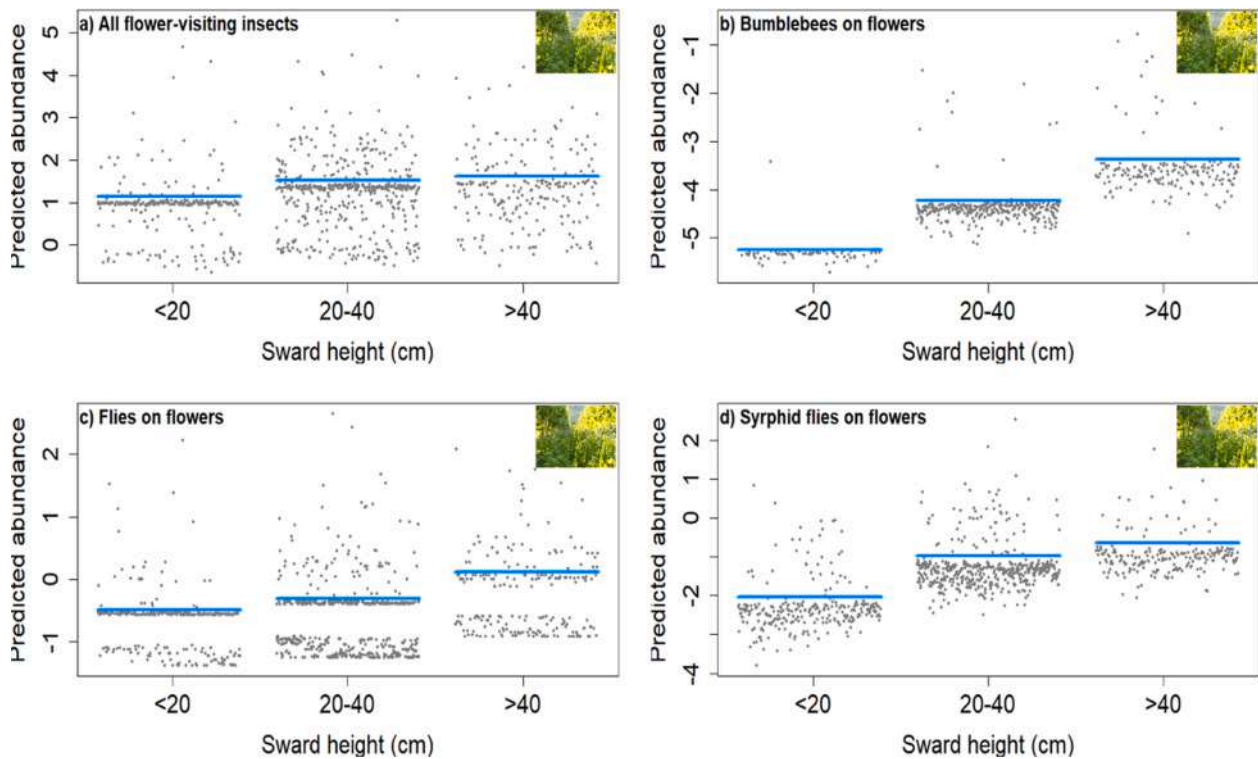 a) All flower-visiting insects
Predicted abundance
5
4
3
2
1
0
<20
20-40
>40
Sward height (cm)
b) Bumblebees on flowers
Predicted abundance
-1
-2
-3
-4
-5
<20
20-40
>40
Sward height (cm)
c) Flies on flowers
Predicted abundance
2
1
0
-1
<20
20-40
>40
Sward height (cm)
d) Syrphid flies on flowers
Predicted abundance
2
0
-2
-4
<20
20-40
>40
Sward height (cm)